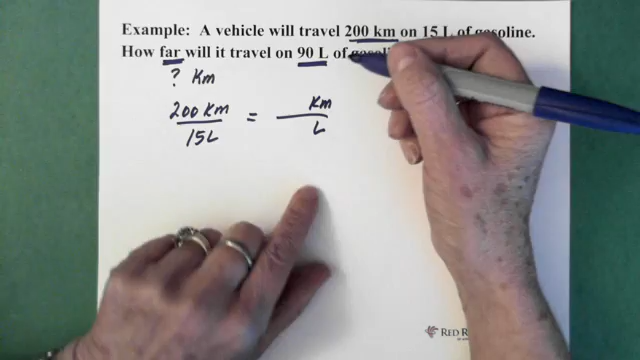 Example: A vehicle will travel 200 km on 15 L of gasoline.
How far will it travel on 90 L of
? Km
200 Km = Km
15L L
RED R